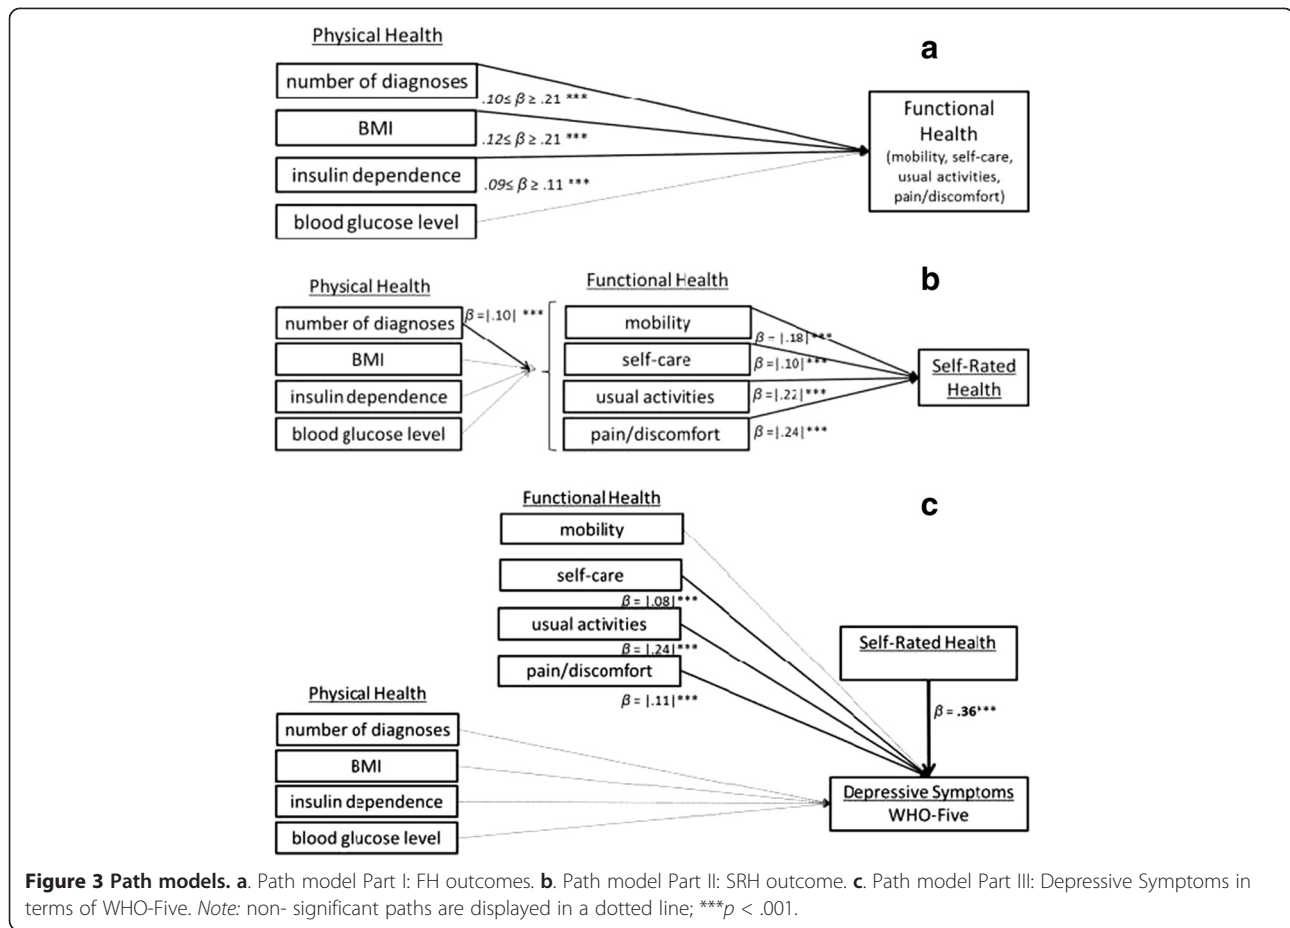 Physical Health
a
number of diagnoses
.10≤ β ≥ .21 ***
BMI
.12≤ β ≥ .21 ***
insulin dependence
.09≤ β ≥ .11 ***
blood glucose level
Functional
Health
(mobility, self-care,
usual activities,
pain/discomfort)
b
Physical Health
number of diagnoses
β =|.10| ***
BMI
insulin dependence
blood glucose level
Functional Health
mobility
β = |.18|***
self-care
β =|.10|***
usual activities
β =|.22|***
pain/discomfort
β =|.24|***
Self-Rated
Health
c
Functional Health
mobility
self-care
β = |.08|***
usual activities
β = |.24|***
pain/discomfort
β = |.11|***
Self-Rated Health
β = .36***
Physical Health
number of diagnoses
BMI
insulin dependence
blood glucose level
Depressive Symptoms
WHO-Five
Figure 3 Path models. a. Path model Part I: FH outcomes. b. Path model Part II: SRH outcome. c. Path model Part III: Depressive Symptoms in
terms of WHO-Five. Note: non- significant paths are displayed in a dotted line; ***p < .001.